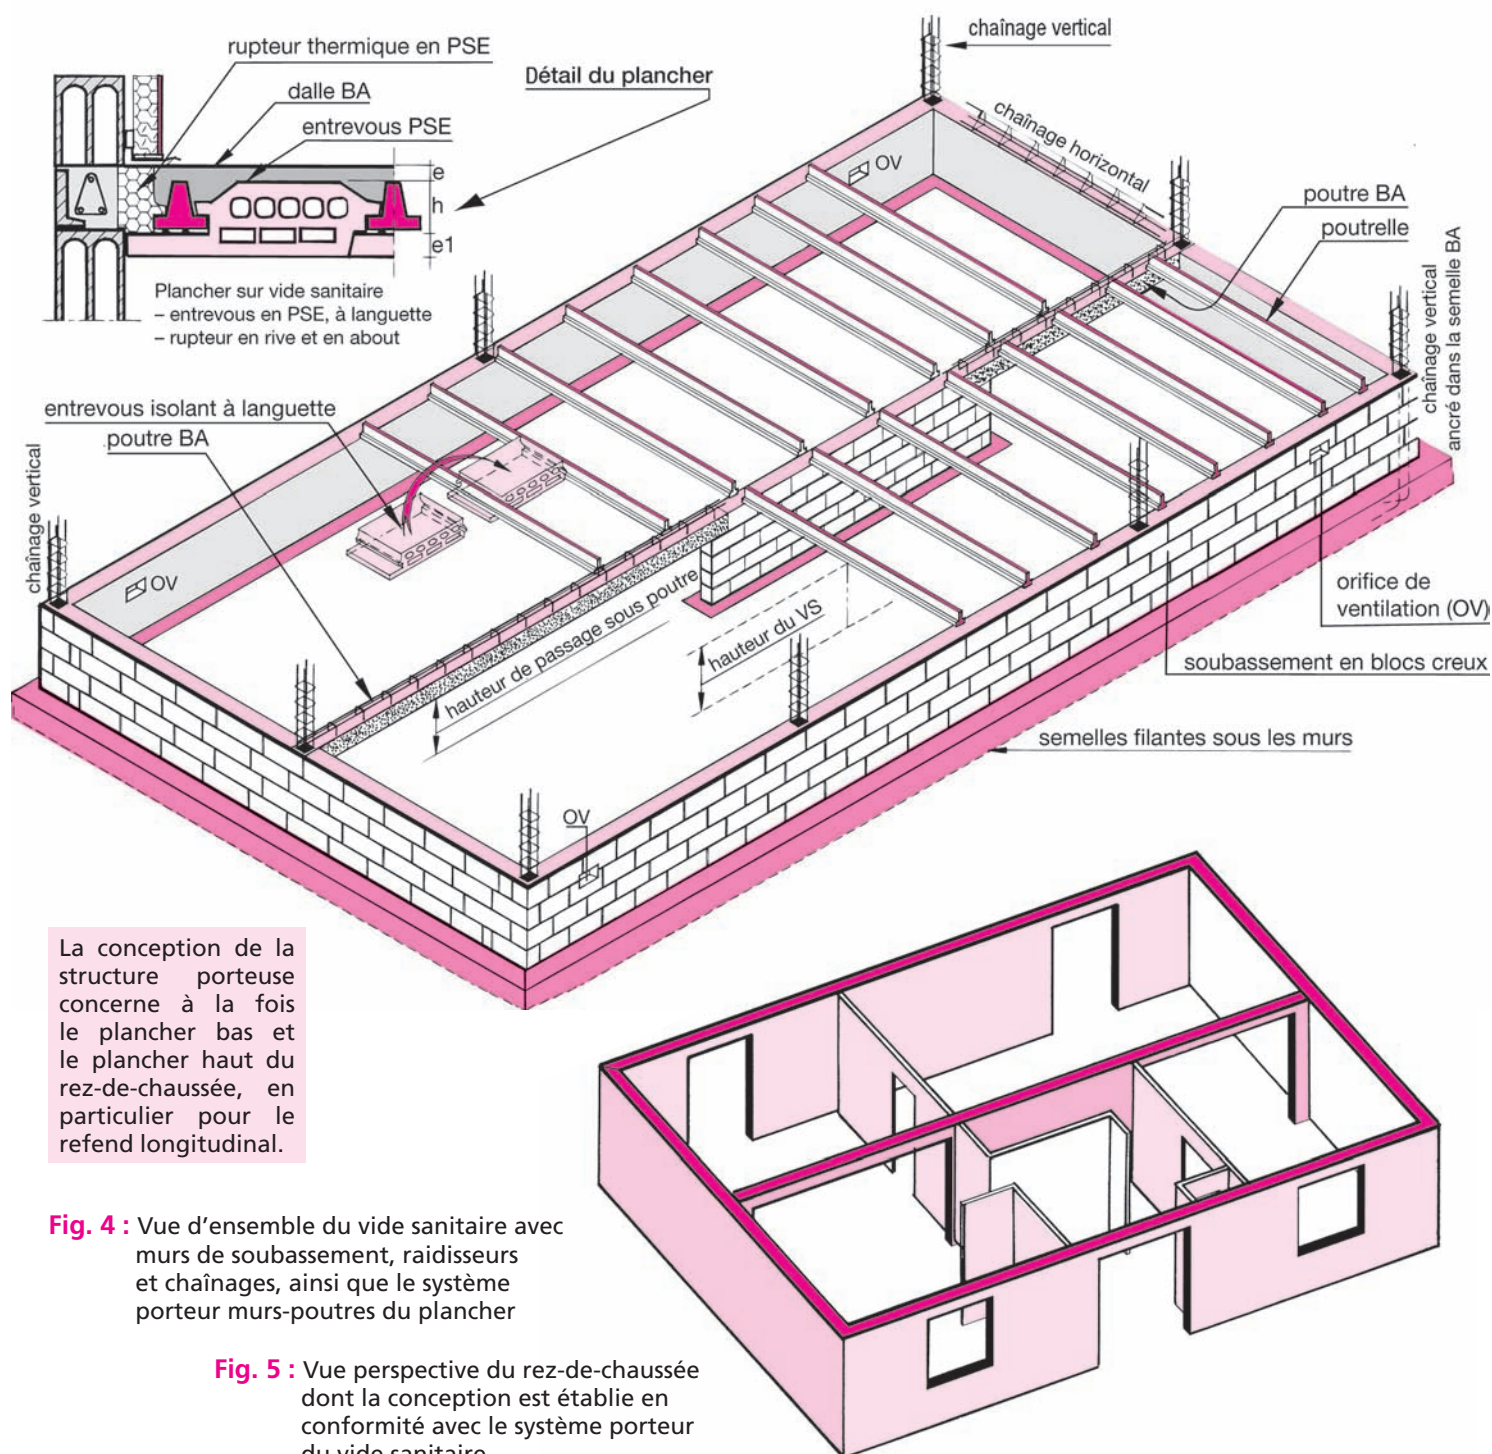 rupteur thermique en PSE
dalle BA
entrevous PSE
e
h
e1
Plancher sur vide sanitaire
– entrevous en PSE, à languette
– rupteur en rive et en about
Détail du plancher
chaînage vertical
chaînage horizontal
OV
poutre BA
poutrelle
chaînage vertical
ancré dans la semelle BA
entrevous isolant à languette
poutre BA
chaînage vertical
OV
hauteur de passage sous poutre
hauteur du VS
orifice de
ventilation (OV)
soubassement en blocs creux
semelles filantes sous les murs
OV
La conception de la
structure porteuse
concerne à la fois
le plancher bas et
le plancher haut du
rez-de-chaussée, en
particulier pour le
refend longitudinal.
Fig. 4 : Vue d’ensemble du vide sanitaire avec
murs de soubassement, raidisseurs
et chaînages, ainsi que le système
porteur murs-poutres du plancher
Fig. 5 : Vue perspective du rez-de-chaussée
dont la conception est établie en
conformité avec le système porteur
du vide sanitaire